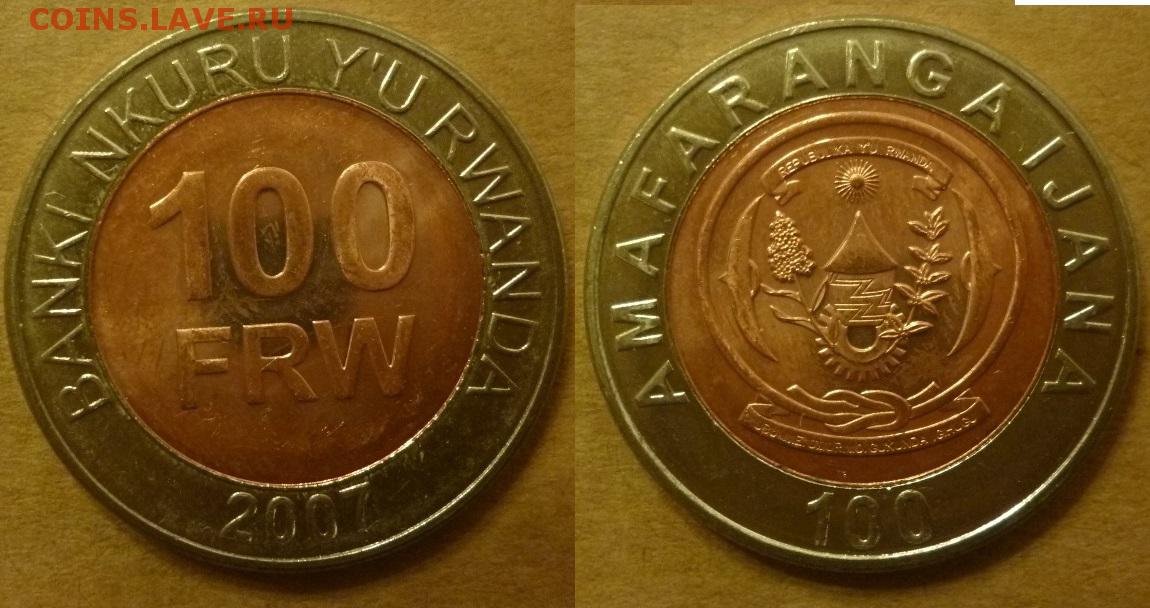 COINS.LAVE.RU
BANKI NKURU Y'U RWANDA
100
FRW
2007
AMAFARANGA IJANA
REPUBULIKA Y'U RWANDA
100